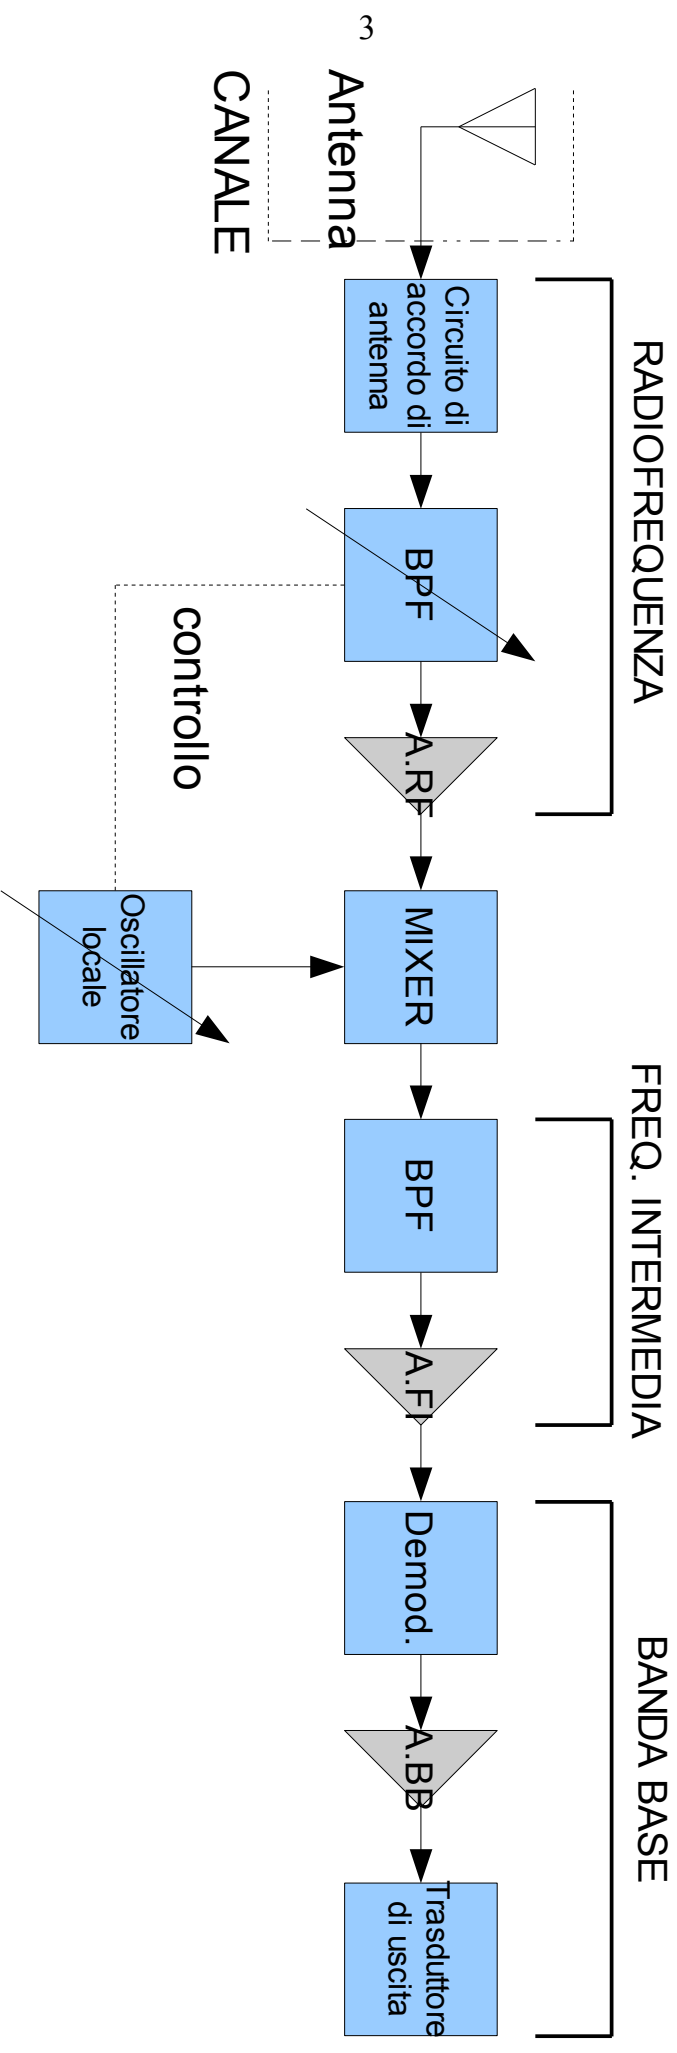 3
CANALE
Antenna
RADIOFREQUENZA
Circuito di
accordo di
antenna
BPF
A.RF
controllo
MIXER
Oscillatore
locale
FREQ. INTERMEDIA
BPF
A.FI
BANDA BASE
Demod.
A.BB
Trasduttore
di uscita